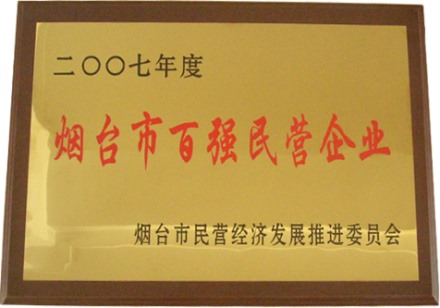 二〇〇七年度
烟台市百强民营企业
烟台市民营经济发展推进委员会